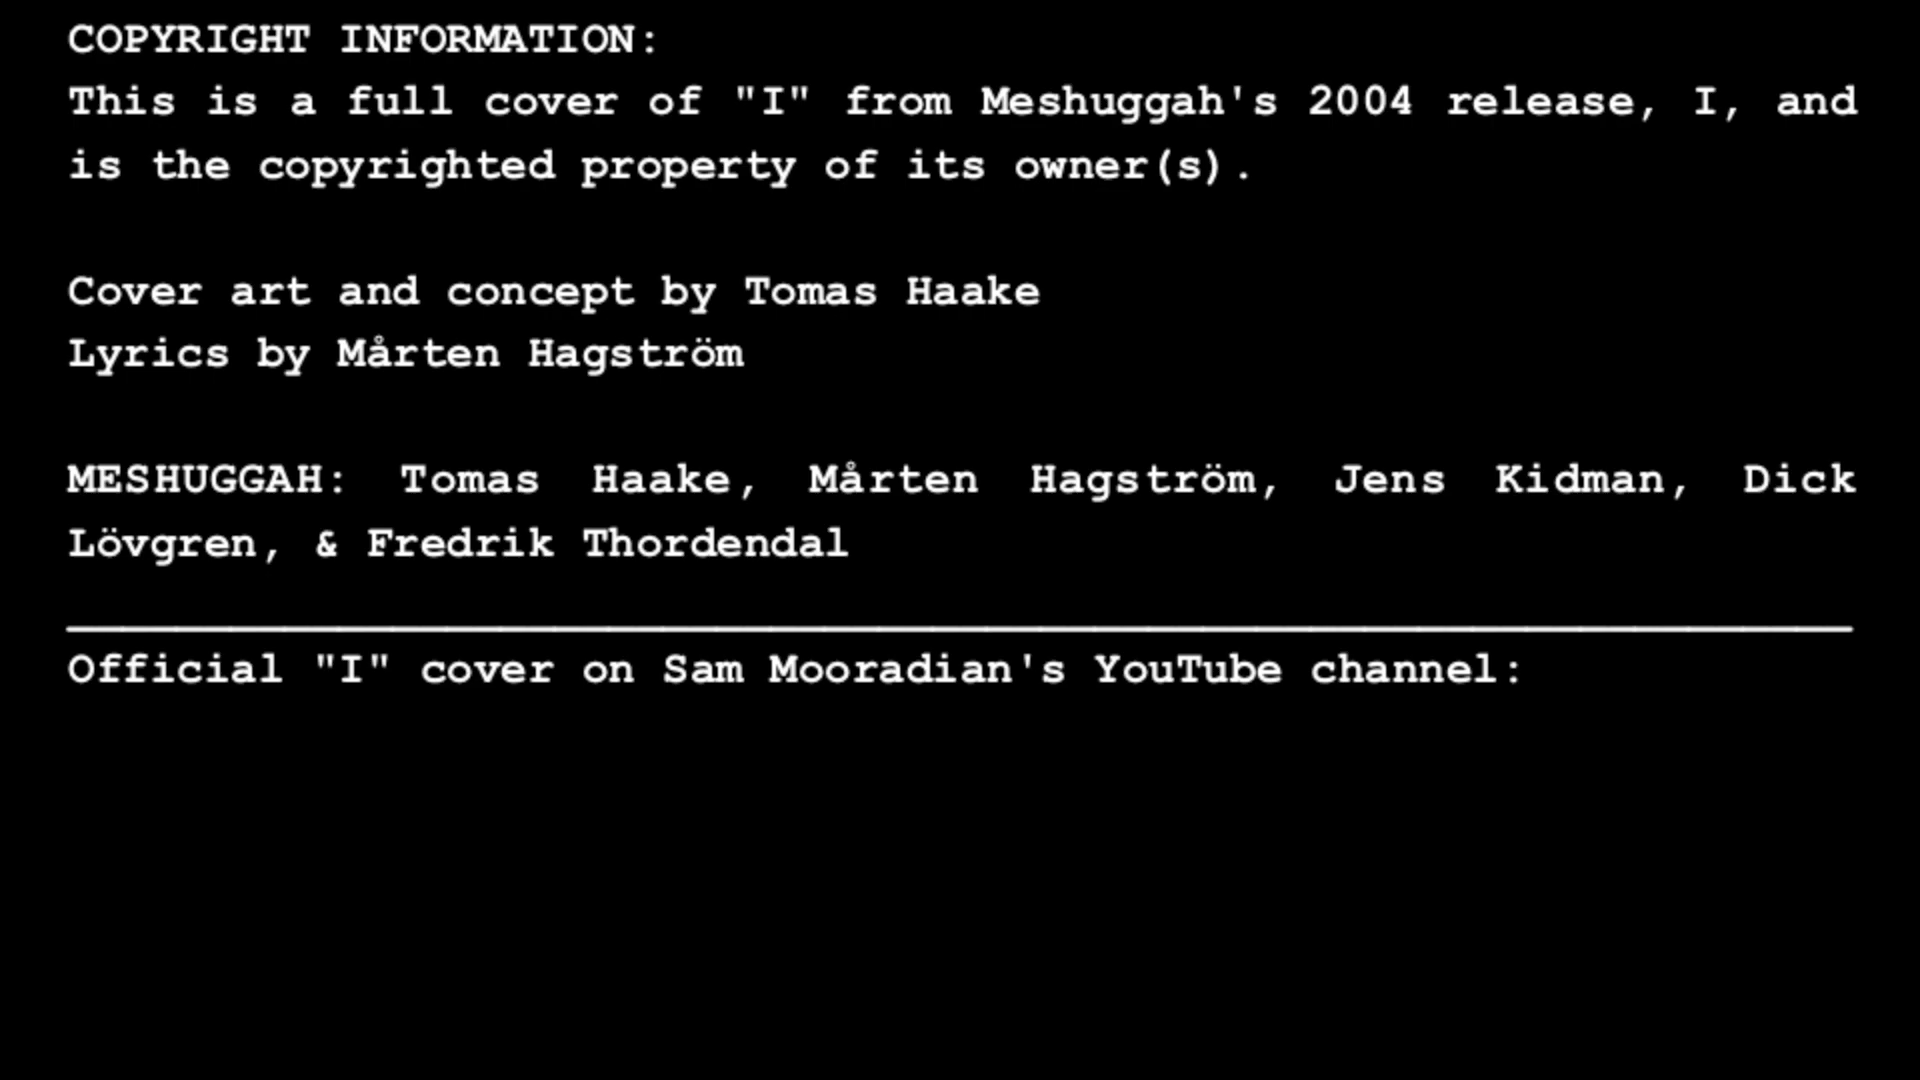 COPYRIGHT INFORMATION:
This is a full cover of "I" from Meshuggah's 2004 release, I, and
is the copyrighted property of its owner(s).
Cover art and concept by Tomas Haake
Lyrics by Mårten Hagström
MESHUGGAH: Tomas Haake, Mårten Hagström, Jens Kidman, Dick
Lövgren, & Fredrik Thordendal
Official "I" cover on Sam Mooradian's YouTube channel: